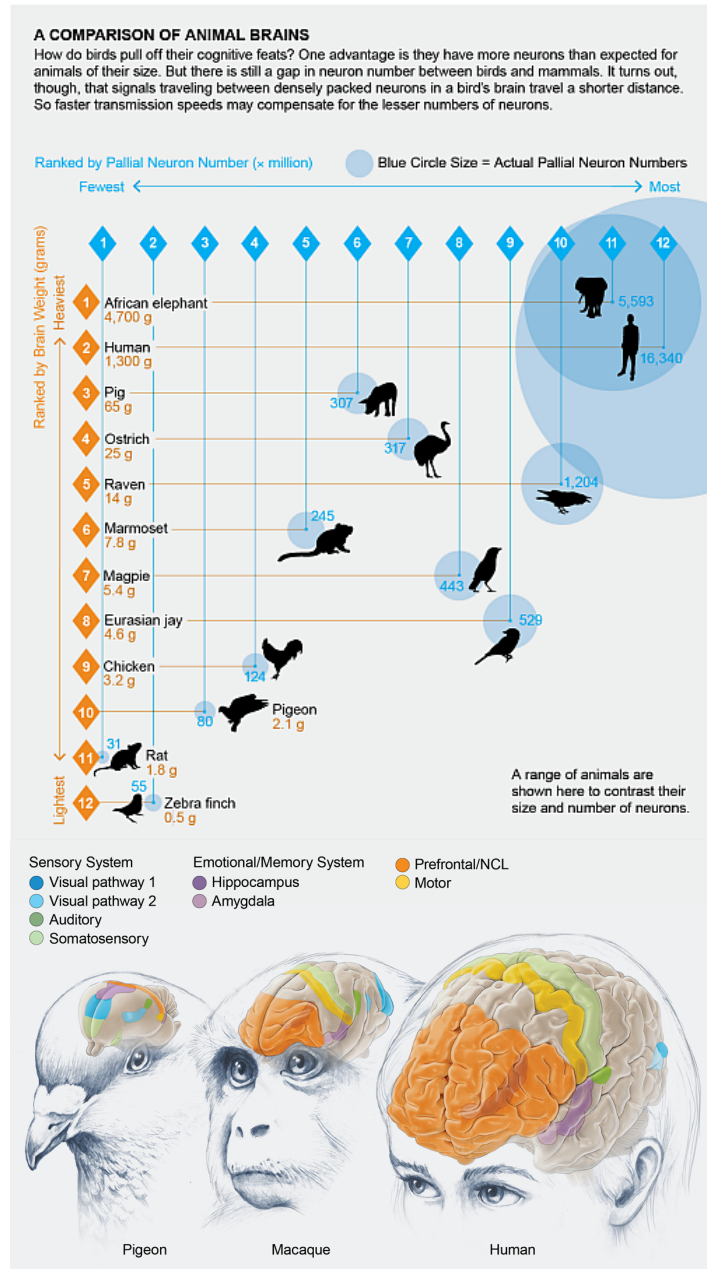 A COMPARISON OF ANIMAL BRAINS
How do birds pull off their cognitive feats? One advantage is they have more neurons than expected for
animals of their size. But there is still a gap in neuron number between birds and mammals. It turns out,
though, that signals traveling between densely packed neurons in a bird's brain travel a shorter distance.
So faster transmission speeds may compensate for the lesser numbers of neurons.
Ranked by Pallial Neuron Number (× million)
Blue Circle Size = Actual Pallial Neuron Numbers
Fewest
Most
1 2 3 4 5 6 7 8 9 10 11 12
Ranked by Brain Weight (grams)
Heaviest
1 African elephant 5,593
4,700 g
2 Human 16,340
1,300 g
3 Pig 307
65 g
4 Ostrich 317
25 g
5 Raven 1,204
14 g
6 Marmoset 245
7.8 g
7 Magpie 443
5.4 g
8 Eurasian jay 529
4.6 g
9 Chicken 124
3.2 g
10 80 Pigeon
2.1 g
11 31 Rat
1.8 g
12 55 Zebra finch
0.5 g
Lightest
A range of animals are
shown here to contrast their
size and number of neurons.
Sensory System
Visual pathway 1
Visual pathway 2
Auditory
Somatosensory
Emotional/Memory System
Hippocampus
Amygdala
Prefrontal/NCL
Motor
Pigeon
Macaque
Human